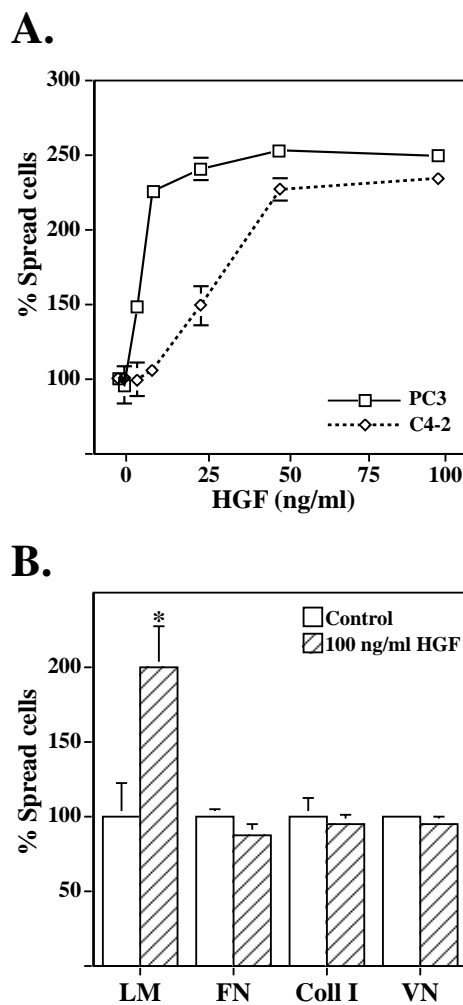 A.
300
250
200
150
100
% Spread cells
PC3
C4-2
0 25 50 75 100
HGF (ng/ml)
B.
Control
100 ng/ml HGF
*
200
150
100
50
% Spread cells
LM FN Coll I VN